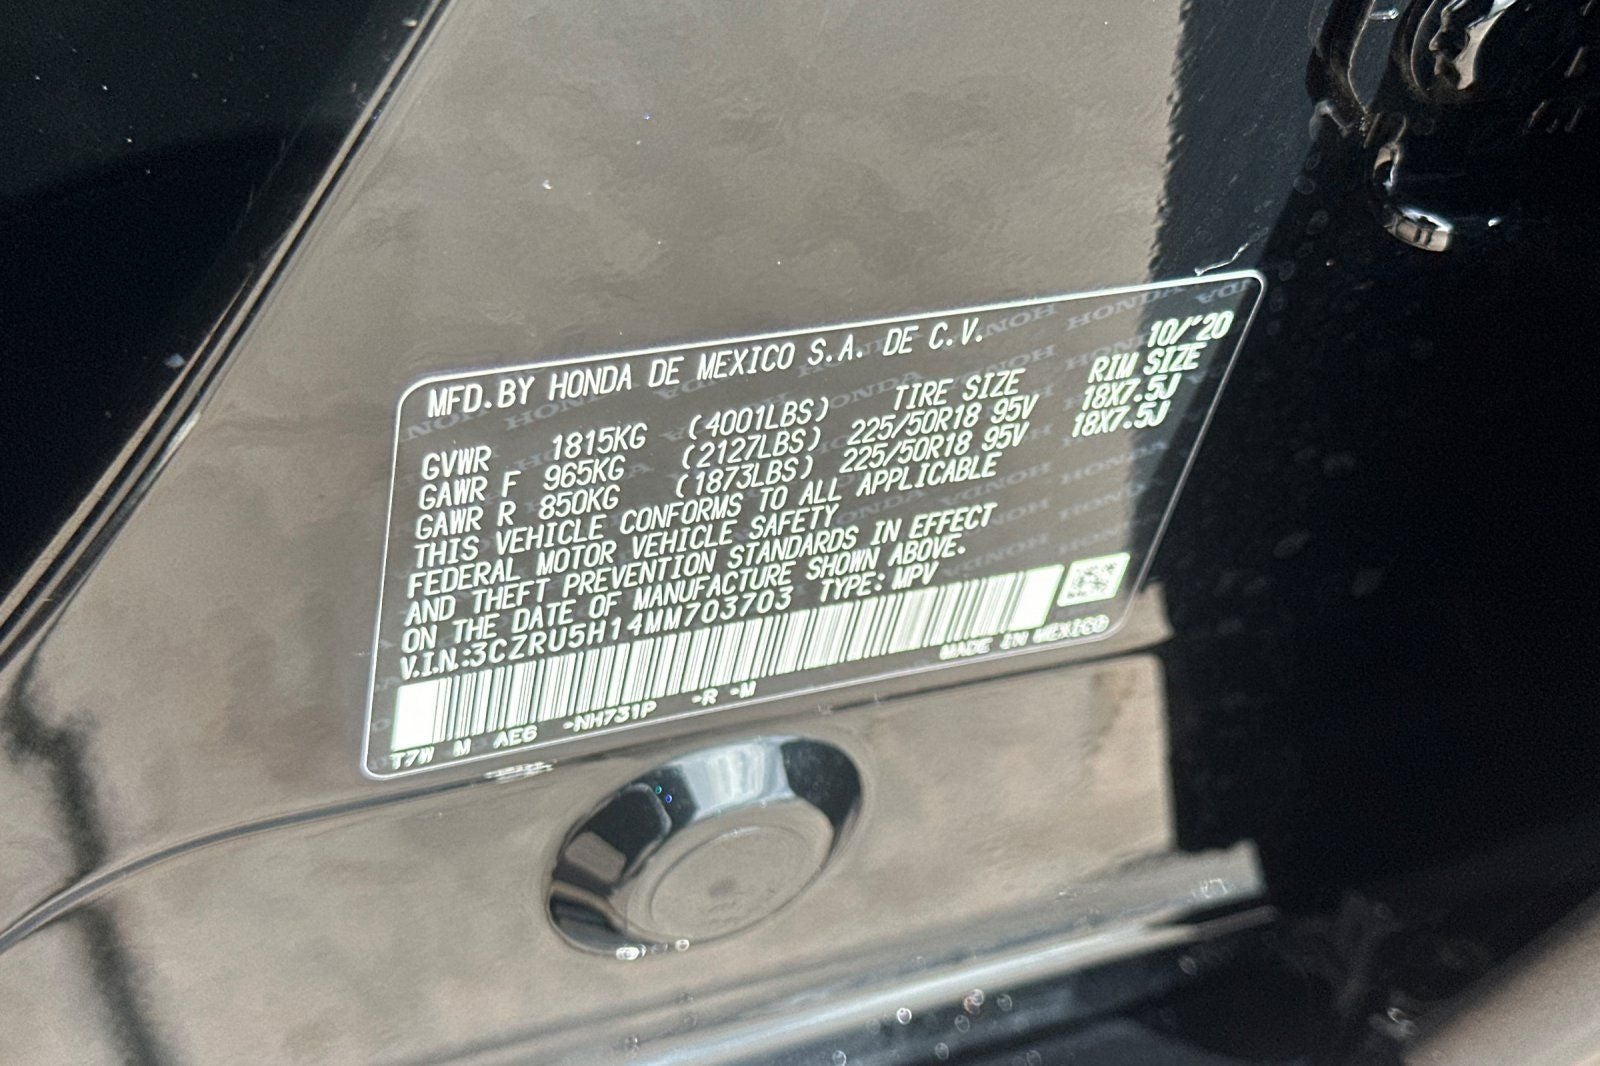 MFD.BY HONDA DE MEXICO S.A. DE C.V. 10/'20
GVWR 1815KG (4001LBS) TIRE SIZE RIM SIZE
GAWR F 965KG (2127LBS) 225/50R18 95V 18X7.5J
GAWR R 850KG (1873LBS) 225/50R18 95V 18X7.5J
THIS VEHICLE CONFORMS TO ALL APPLICABLE
FEDERAL MOTOR VEHICLE SAFETY
AND THEFT PREVENTION STANDARDS IN EFFECT
ON THE DATE OF MANUFACTURE SHOWN ABOVE.
V.I.N.:3CZRU5H14MM703703 TYPE:MPV
MADE IN MEXICO
T7W M AE6 -NH731P -R -M